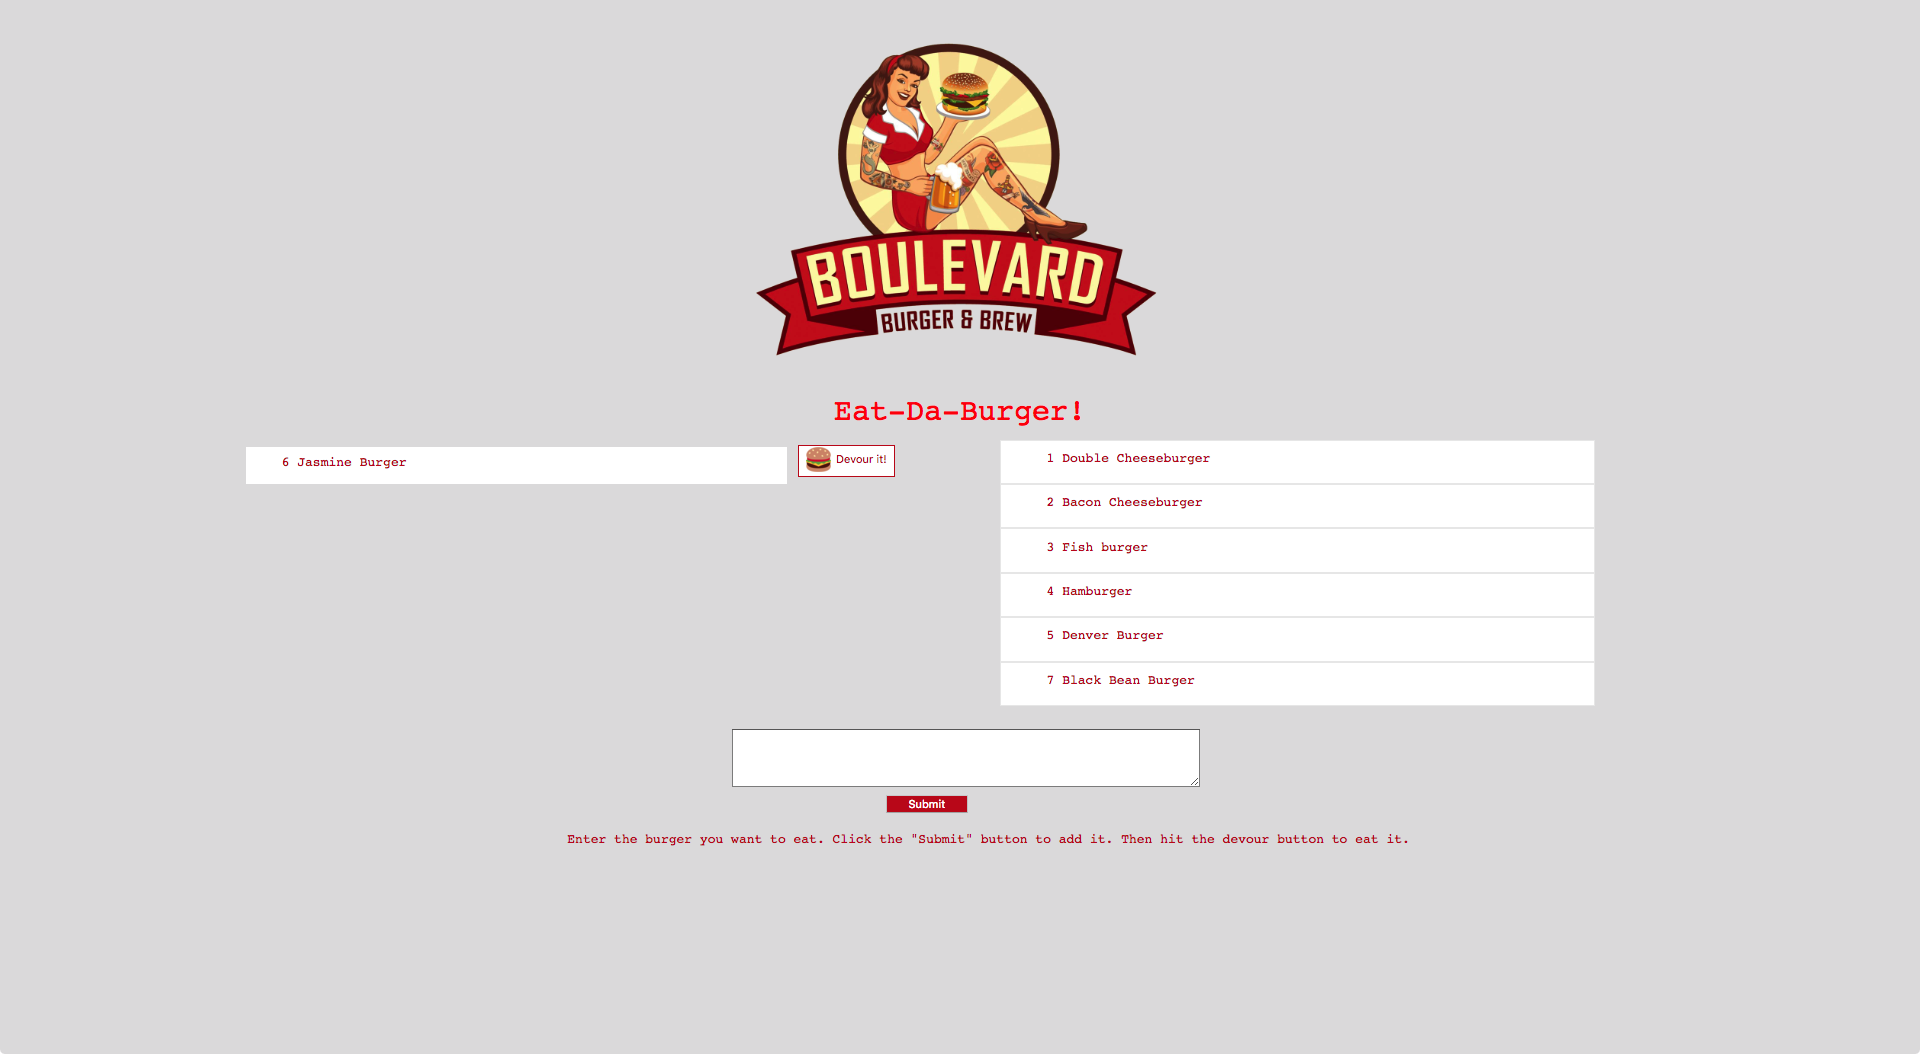 BOULEVARD
BURGER & BREW
Eat-Da-Burger!
6 Jasmine Burger
Devour it!
1 Double Cheeseburger
2 Bacon Cheeseburger
3 Fish burger
4 Hamburger
5 Denver Burger
7 Black Bean Burger
Submit
Enter the burger you want to eat. Click the "Submit" button to add it. Then hit the devour button to eat it.